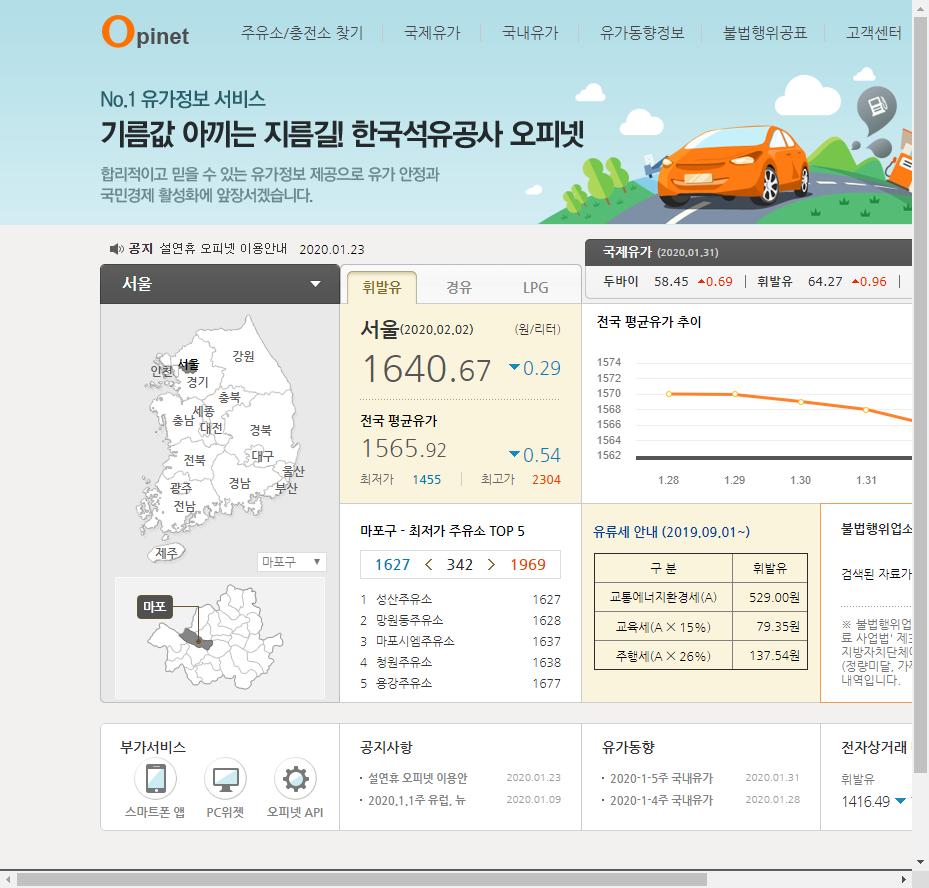 Opinet
주유소/충전소 찾기 국제유가 국내유가 유가동향정보 불법행위공표 고객센터
No.1 유가정보 서비스
기름값 아끼는 지름길! 한국석유공사 오피넷
합리적이고 믿을 수 있는 유가정보 제공으로 유가 안정과
국민경제 활성화에 앞장서겠습니다.
공지 설연휴 오피넷 이용안내 2020.01.23
서울
강원
서울
인천
경기
충북
세종
충남
대전
경북
대구
전북
울산
경남
부산
광주
전남
제주
마포구
마포
휘발유 경유 LPG
서울(2020.02.02) (원/리터)
1640.67 0.29
전국 평균유가
1565.92 0.54
최저가 1455 최고가 2304
마포구 - 최저가 주유소 TOP 5
1627 < 342 > 1969
1 성산주유소 1627
2 망원동주유소 1628
3 마포시엠주유소 1637
4 청원주유소 1638
5 용강주유소 1677
국제유가 (2020.01.31)
두바이 58.45 0.69 휘발유 64.27 0.96
전국 평균유가 추이
1574
1572
1570
1568
1566
1564
1562
1.28 1.29 1.30 1.31
유류세 안내 (2019.09.01~)
구 분 휘발유
교통에너지환경세(A) 529.00원
교육세(A × 15%) 79.35원
주행세(A × 26%) 137.54원
불법행위업소
검색된 자료가
※ 불법행위업
료 사업법' 제
지방자치단체
(정량미달, 가
내역입니다.
부가서비스
스마트폰 앱 PC위젯 오피넷 API
공지사항
· 설연휴 오피넷 이용안 2020.01.23
· 2020.1.1주 유럽, 뉴 2020.01.09
유가동향
· 2020-1-5주 국내유가 2020.01.31
· 2020-1-4주 국내유가 2020.01.28
전자상거래
휘발유
1416.49